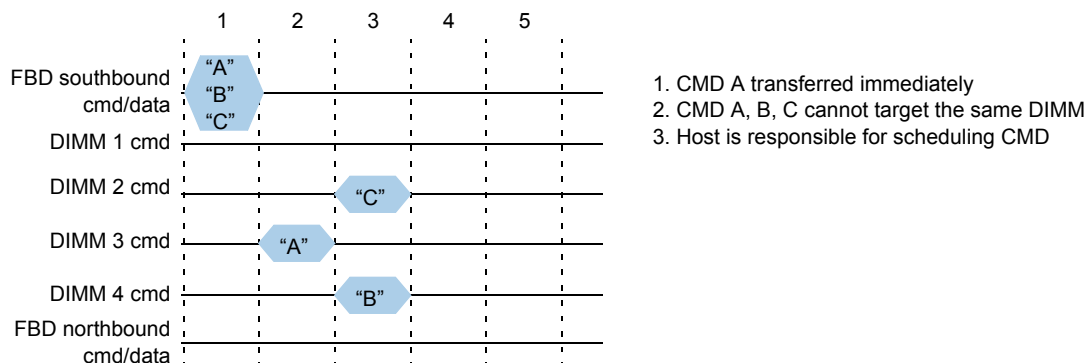 1 2 3 4 5
FBD southbound
cmd/data
“A”
“B”
“C”
DIMM 1 cmd
DIMM 2 cmd
“C”
DIMM 3 cmd
“A”
DIMM 4 cmd
“B”
FBD northbound
cmd/data
1. CMD A transferred immediately
2. CMD A, B, C cannot target the same DIMM
3. Host is responsible for scheduling CMD